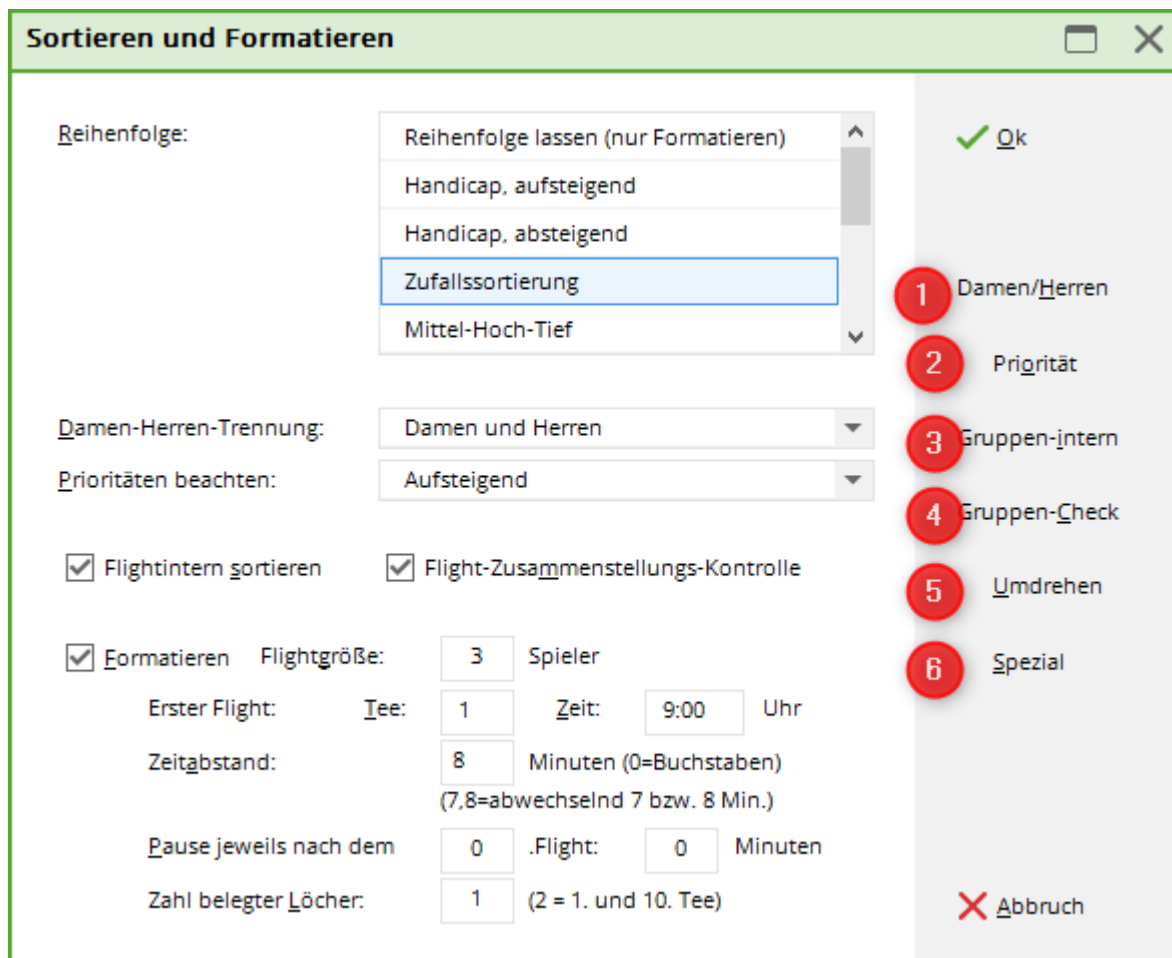 Sortieren und Formatieren
Reihenfolge:
Reihenfolge lassen (nur Formatieren)
Handicap, aufsteigend
Handicap, absteigend
Zufallssortierung
Mittel-Hoch-Tief
Damen-Herren-Trennung: Damen und Herren
Prioritäten beachten: Aufsteigend
Flightintern sortieren Flight-Zusammenstellungs-Kontrolle
Formatieren Flightgröße: 3 Spieler
Erster Flight: Tee: 1 Zeit: 9:00 Uhr
Zeitabstand: 8 Minuten (0=Buchstaben)
(7,8=abwechselnd 7 bzw. 8 Min.)
Pause jeweils nach dem 0 .Flight: 0 Minuten
Zahl belegter Löcher: 1 (2 = 1. und 10. Tee)
Ok
1 Damen/Herren
2 Priorität
3 Gruppen-intern
4 Gruppen-Check
5 Umdrehen
6 Spezial
Abbruch